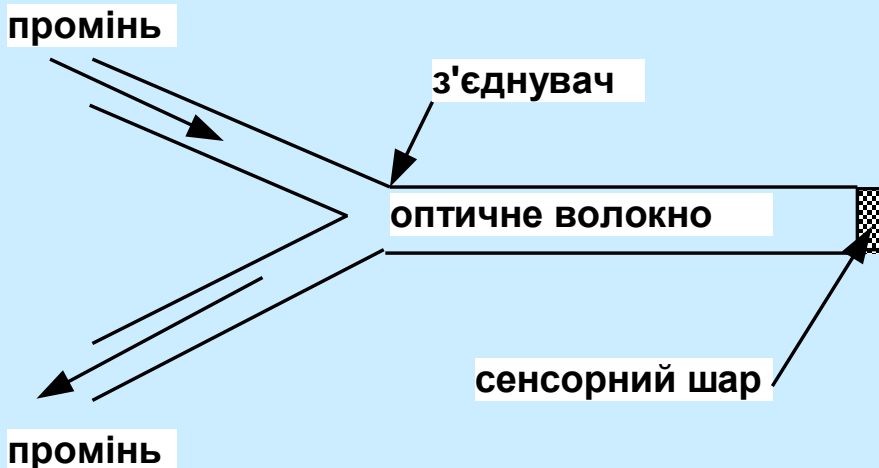 промінь
з'єднувач
оптичне волокно
сенсорний шар
промінь